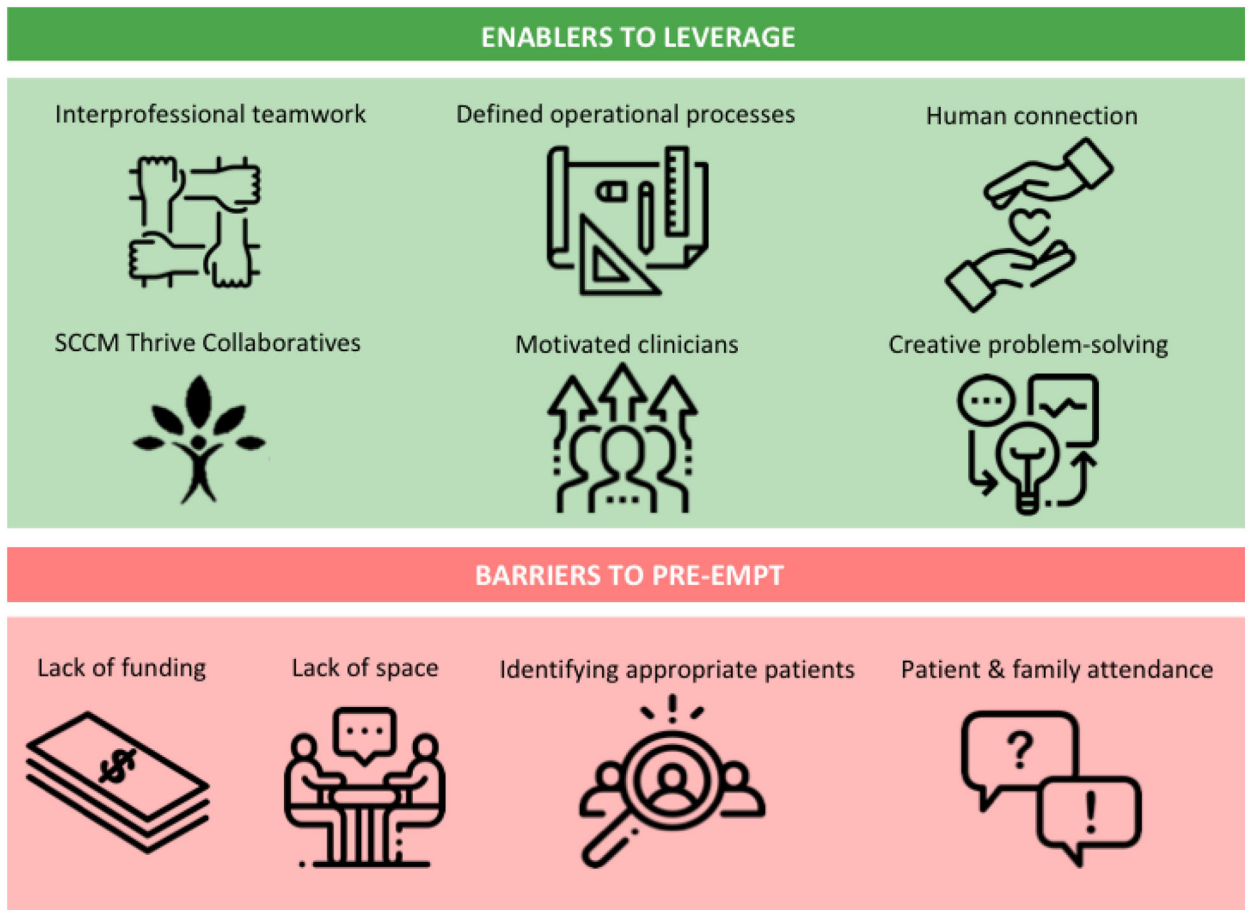 ENABLERS TO LEVERAGE
Interprofessional teamwork
Defined operational processes
Human connection
SCCM Thrive Collaboratives
Motivated clinicians
Creative problem-solving
BARRIERS TO PRE-EMPT
Lack of funding
Lack of space
Identifying appropriate patients
Patient & family attendance
$
?
!